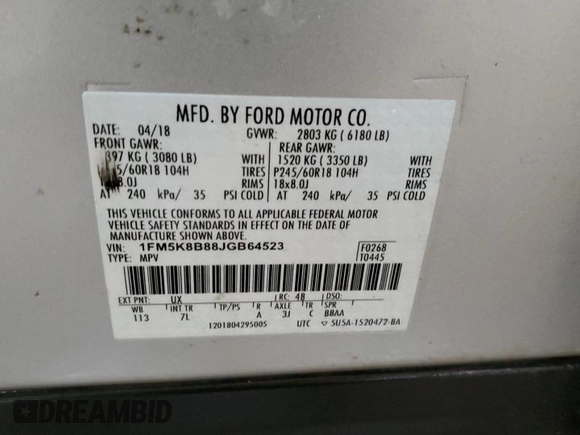 MFD. BY FORD MOTOR CO.
DATE: 04/18 GVWR: 2803 KG ( 6180 LB)
FRONT GAWR: REAR GAWR:
397 KG ( 3080 LB) WITH 1520 KG ( 3350 LB) WITH
5/60R18 104H TIRES P245/60R18 104H TIRES
x8.0J RIMS 18x8.0J RIMS
AT 240 kPa/ 35 PSI COLD AT 240 kPa/ 35 PSI COLD
THIS VEHICLE CONFORMS TO ALL APPLICABLE FEDERAL MOTOR
VEHICLE SAFETY STANDARDS IN EFFECT ON THE DATE OF
MANUFACTURE SHOWN ABOVE.
VIN: 1FM5K8B88JGB64523 F0268
TYPE: MPV T0445
EXT PNT: UX RC: 48 DSO:
WB INT TR TP/PS R AXLE TR SPR
113 7L A 3J C BBAA
1201804295005 UTC ▽ 5U5A-1520472-BA
DREAMBID